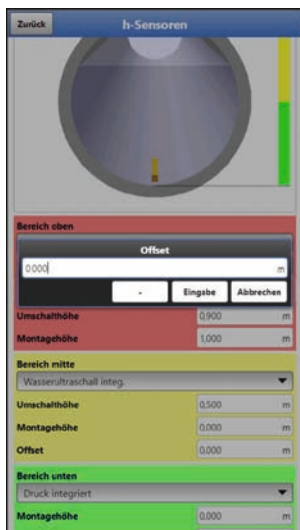 Zurück h-Sensoren
Bereich oben
Offset
0.000 m
- Eingabe Abbrechen
Umschalthöhe 0,900 m
Montagehöhe 1,000 m
Bereich mitte
Wasserultraschall integ.
Umschalthöhe 0,500 m
Montagehöhe 0,000 m
Offset 0,000 m
Bereich unten
Druck integriert
Montagehöhe 0,000 m